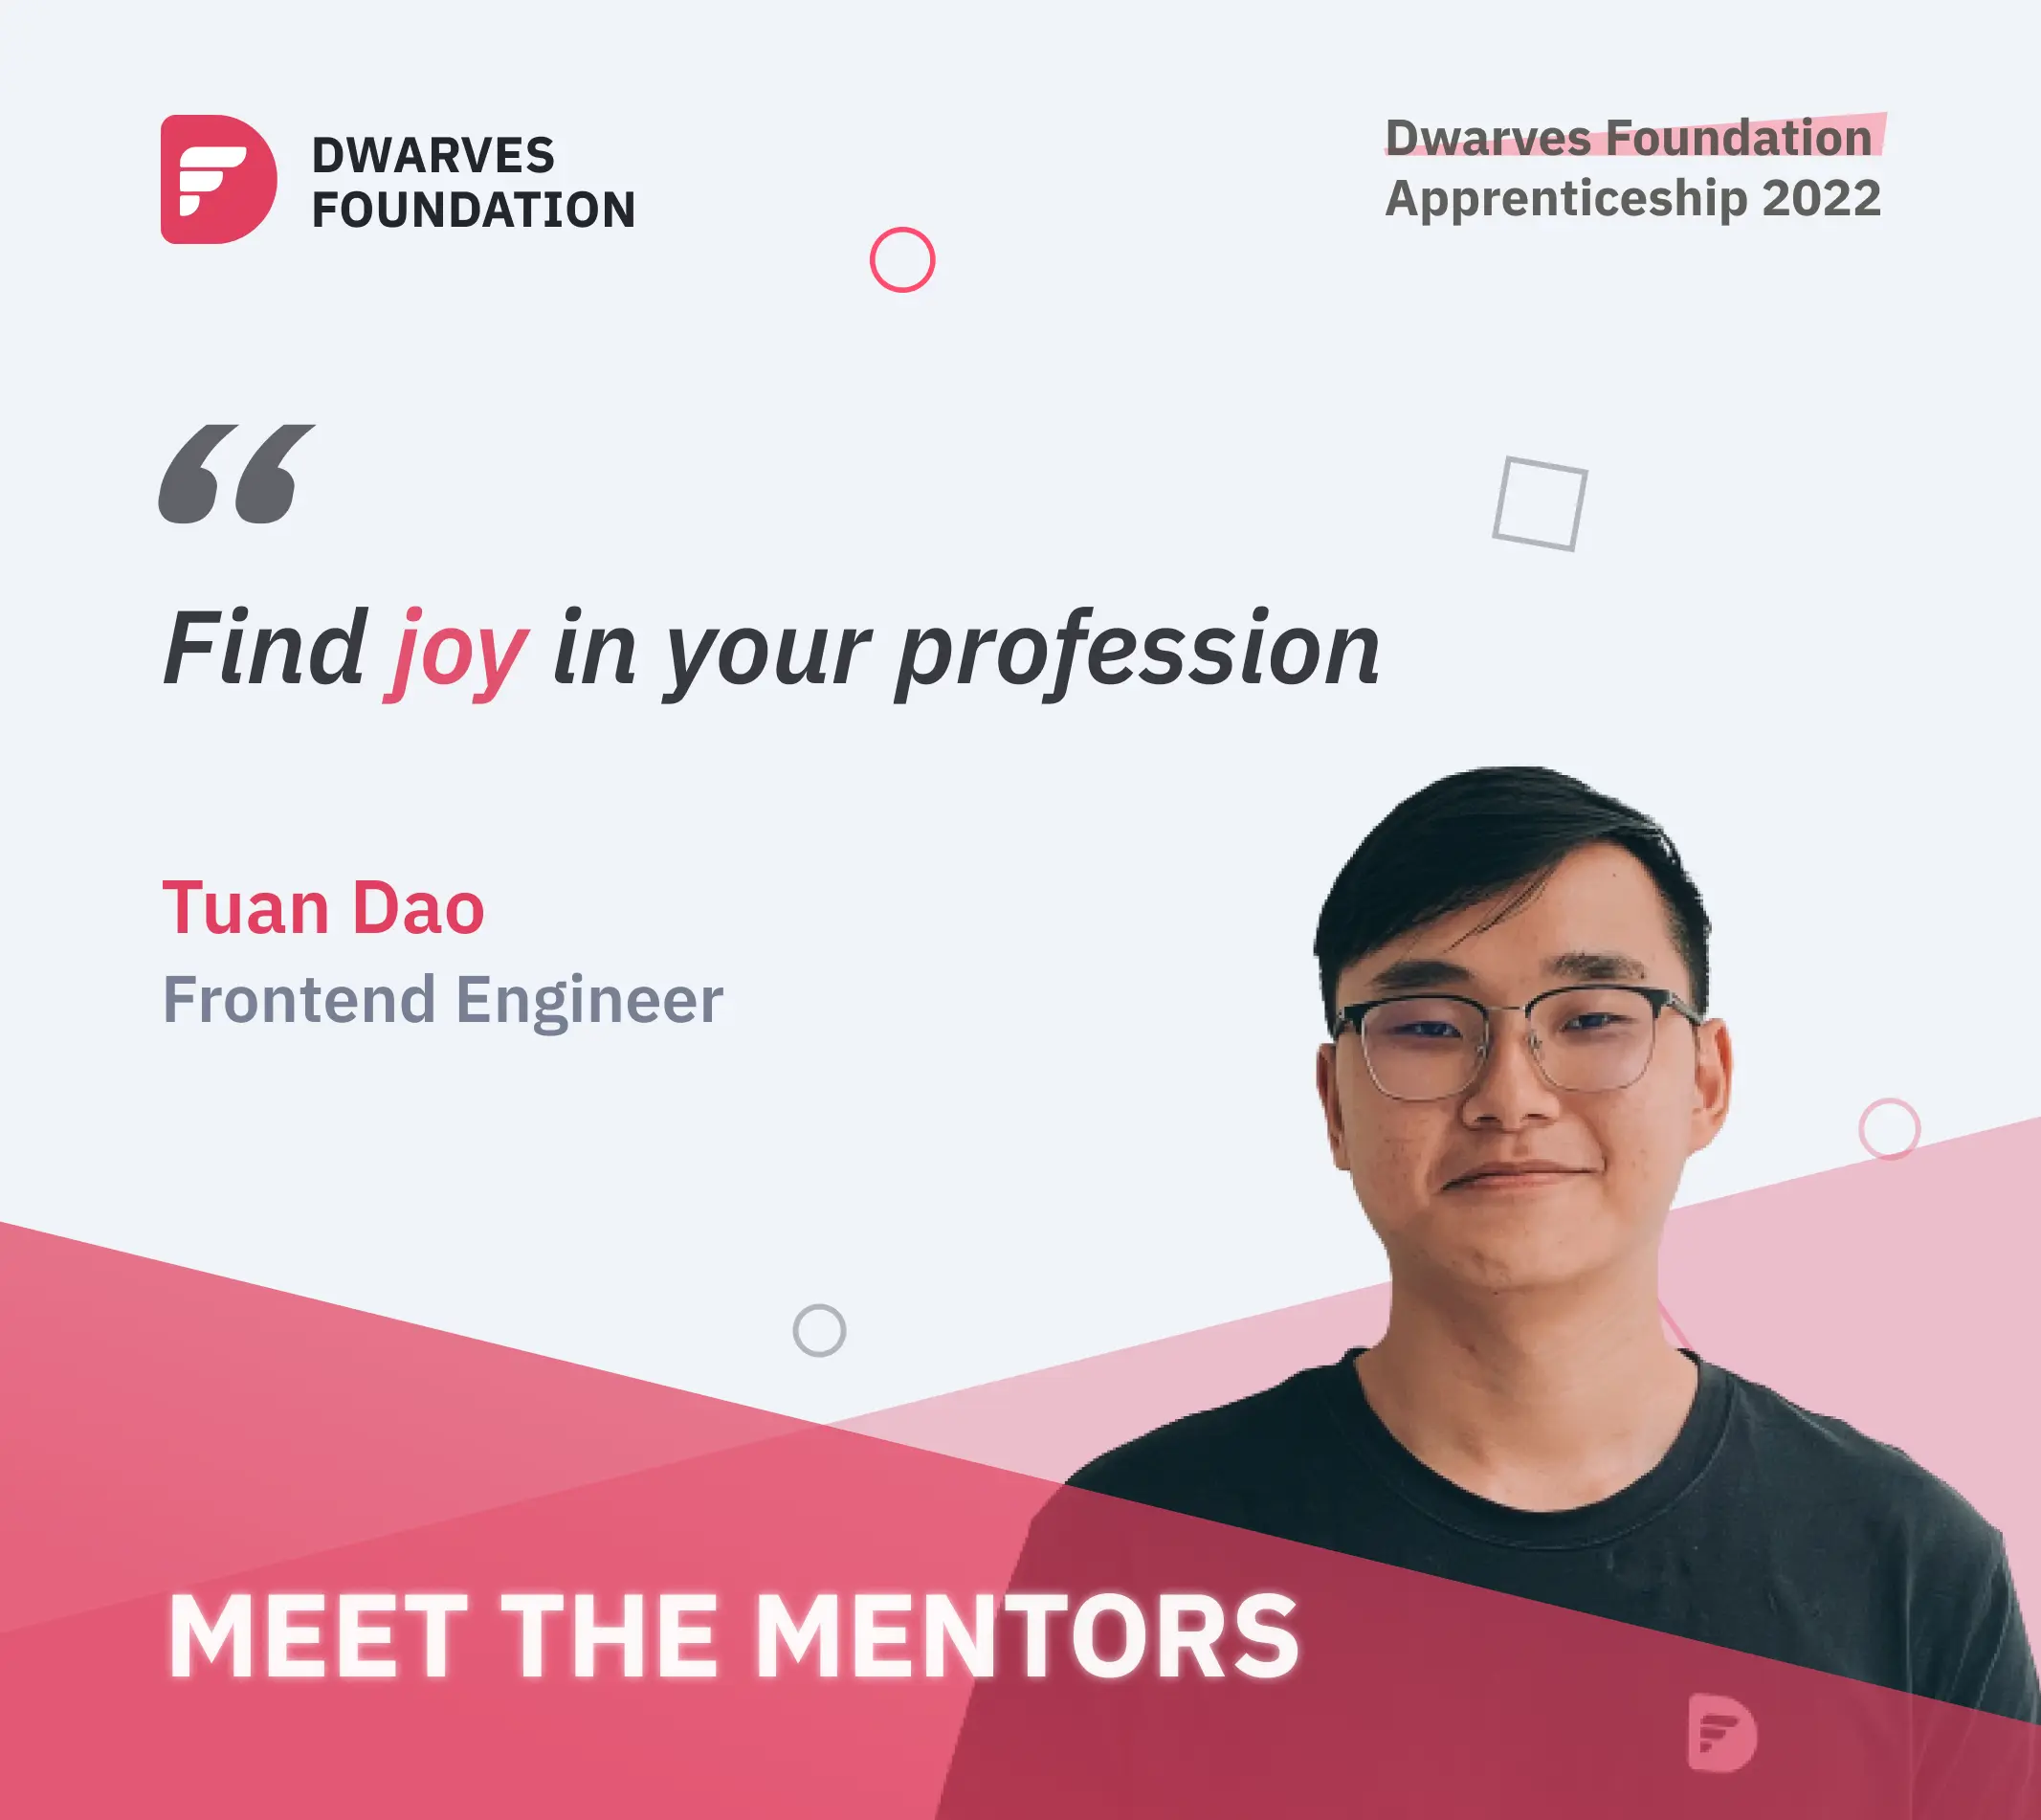 DWARVES
FOUNDATION
Dwarves Foundation
Apprenticeship 2022
“
Find joy in your profession
Tuan Dao
Frontend Engineer
MEET THE MENTORS